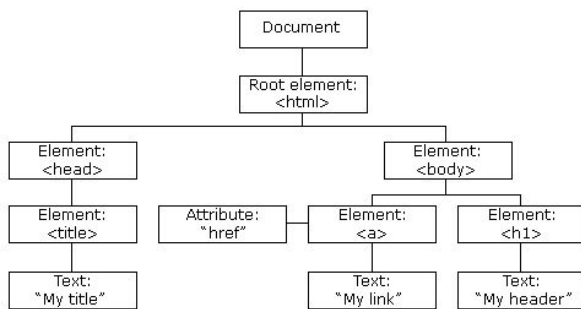 Document
Root element:
<html>
Element:
<head>
Element:
<body>
Element:
<title>
Attribute:
"href"
Element:
<a>
Element:
<h1>
Text:
"My title"
Text:
"My link"
Text:
"My header"